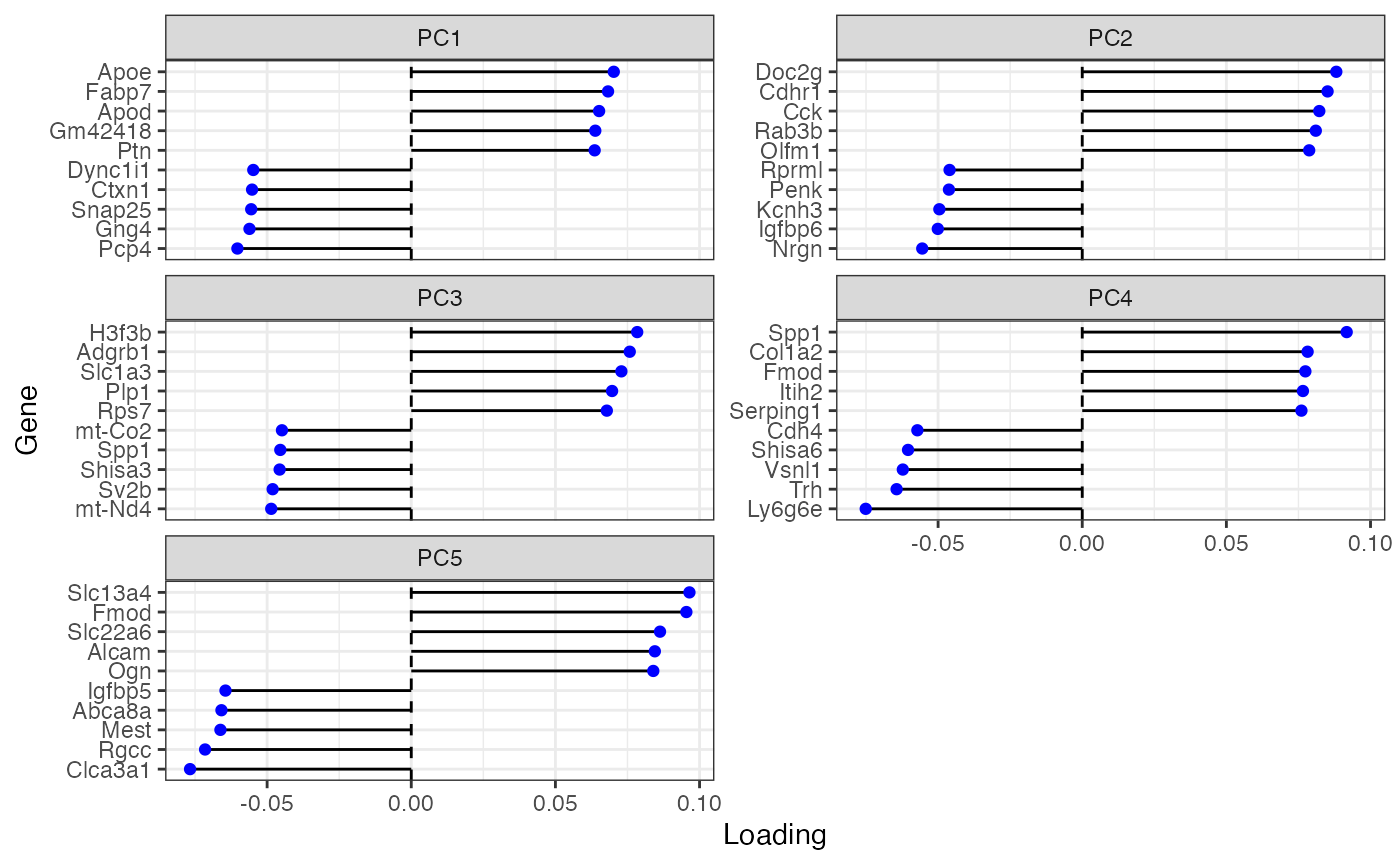 PC1
Apoe
Fabp7
Apod
Gm42418
Ptn
Dync1i1
Ctxn1
Snap25
Gng4
Pcp4
PC2
Doc2g
Cdhr1
Cck
Rab3b
Olfm1
Rprml
Penk
Kcnh3
Igfbp6
Nrgn
PC3
H3f3b
Adgrb1
Slc1a3
Plp1
Rps7
mt-Co2
Spp1
Shisa3
Sv2b
mt-Nd4
PC4
Spp1
Col1a2
Fmod
Itih2
Serping1
Cdh4
Shisa6
Vsnl1
Trh
Ly6g6e
-0.05 0.00 0.05 0.10
PC5
Slc13a4
Fmod
Slc22a6
Alcam
Ogn
Igfbp5
Abca8a
Mest
Rgcc
Clca3a1
-0.05 0.00 0.05 0.10
Gene
Loading